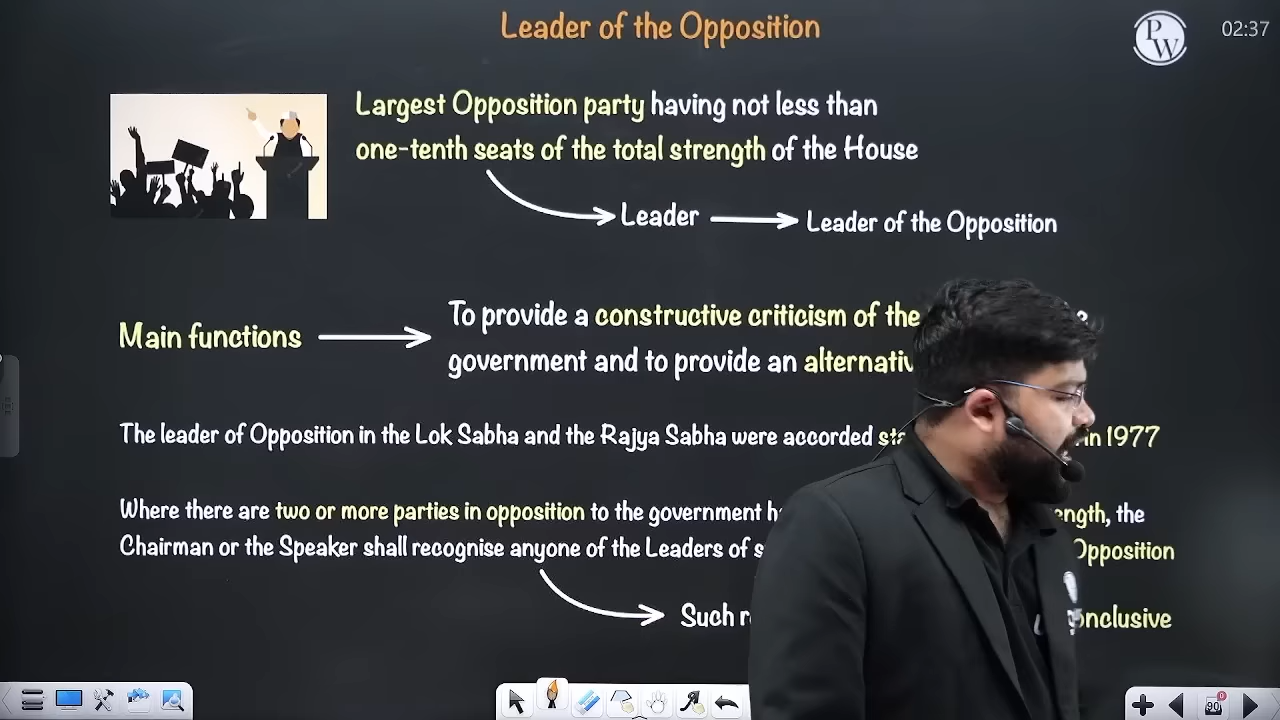 Leader of the Opposition
PW
02:37
Largest Opposition party having not less than
one-tenth seats of the total strength of the House
Leader
Leader of the Opposition
Main functions
To provide a constructive criticism of the
government and to provide an
The leader of Opposition in the Lok Sabha and the Rajya Sabha were accorded in 1977
Where there are two or more parties in opposition to the government the
Chairman or the Speaker shall recognise anyone of the Leaders of Opposition
Such
90